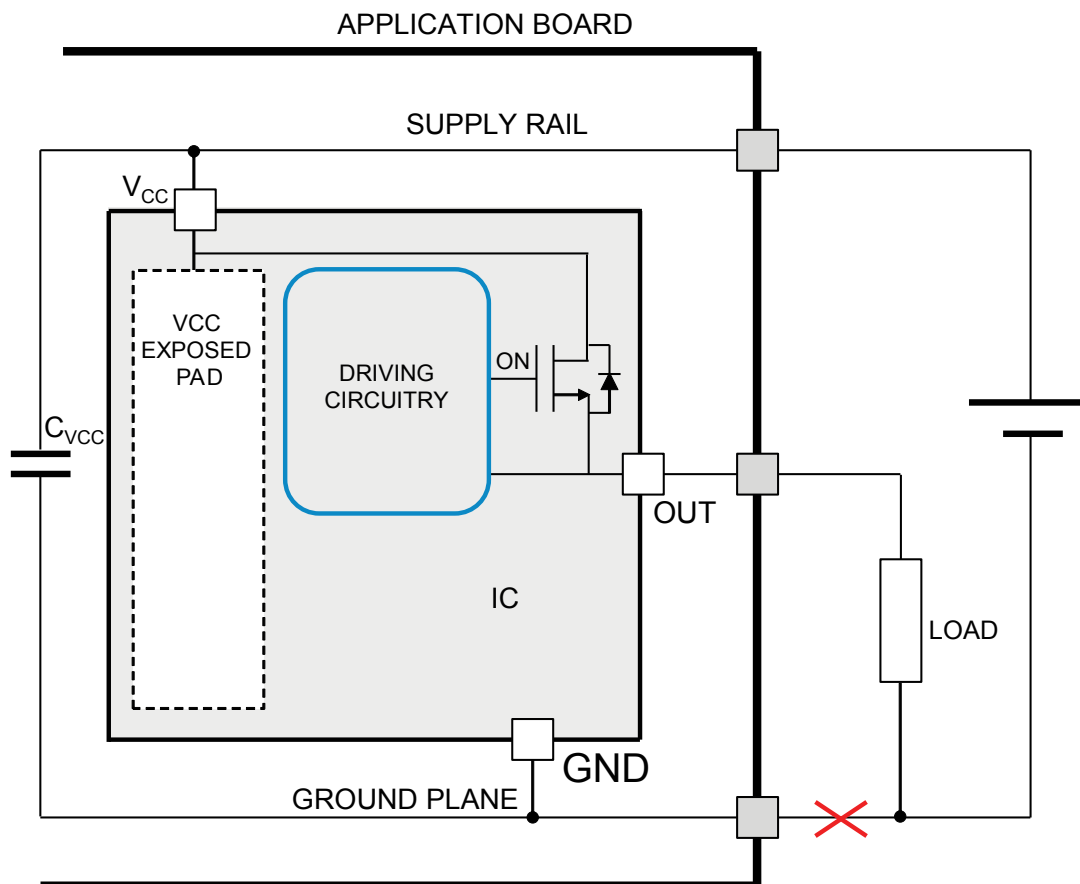 APPLICATION BOARD
SUPPLY RAIL
VCC
VCC
EXPOSED
PAD
DRIVING
CIRCUITRY
ON
CVCC
OUT
IC
LOAD
GND
GROUND PLANE